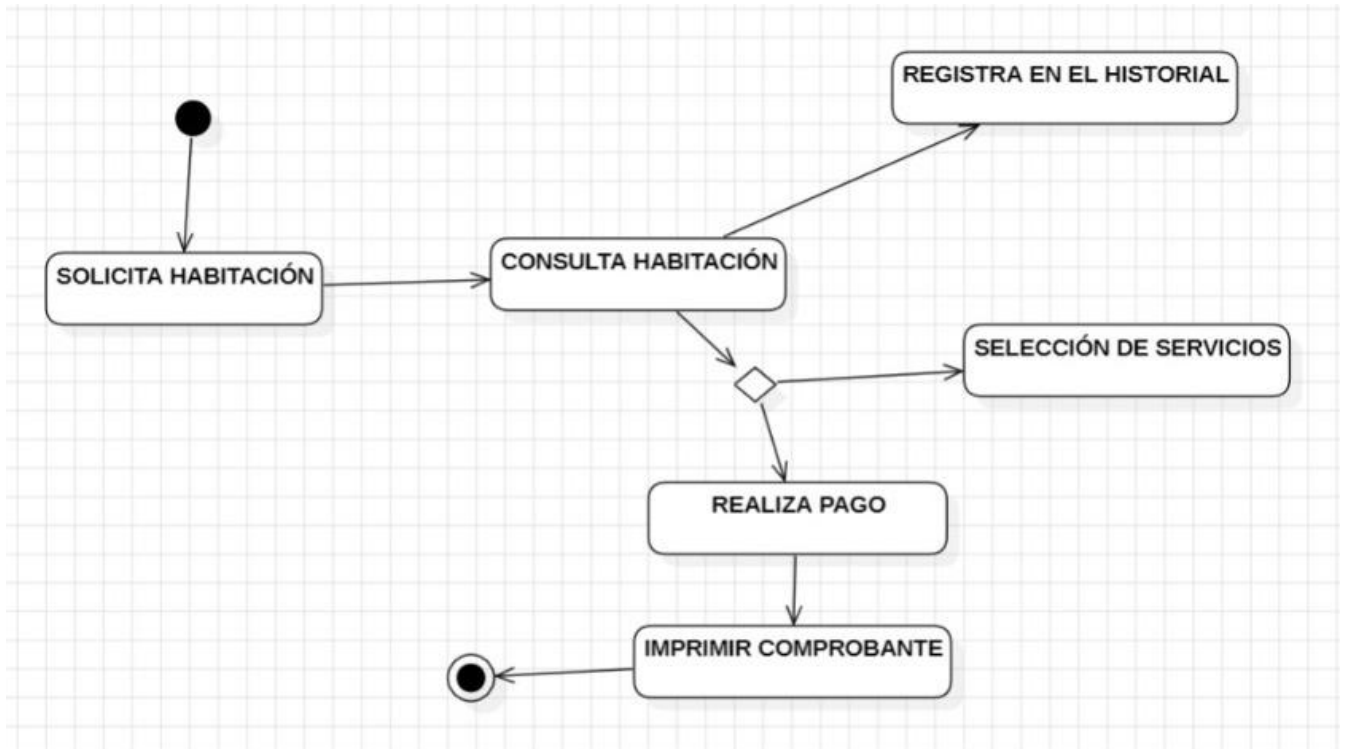 REGISTRA EN EL HISTORIAL
SOLICITA HABITACIÓN
CONSULTA HABITACIÓN
SELECCIÓN DE SERVICIOS
REALIZA PAGO
IMPRIMIR COMPROBANTE